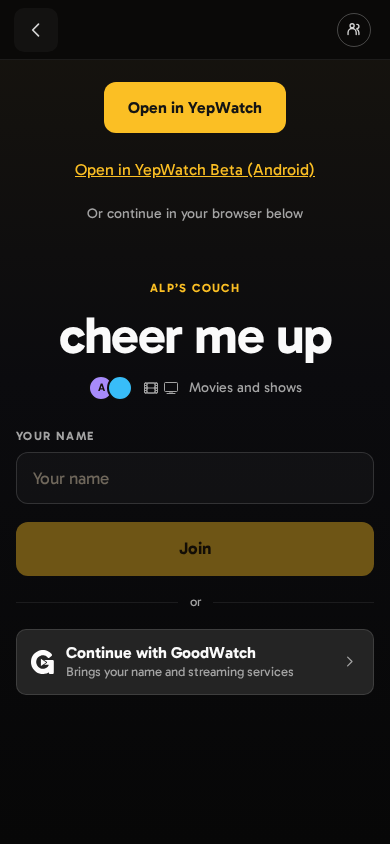 Open in YepWatch
Open in YepWatch Beta (Android)
Or continue in your browser below
ALP'S COUCH
cheer me up
A
Movies and shows
YOUR NAME
Your name
Join
or
Continue with GoodWatch
Brings your name and streaming services